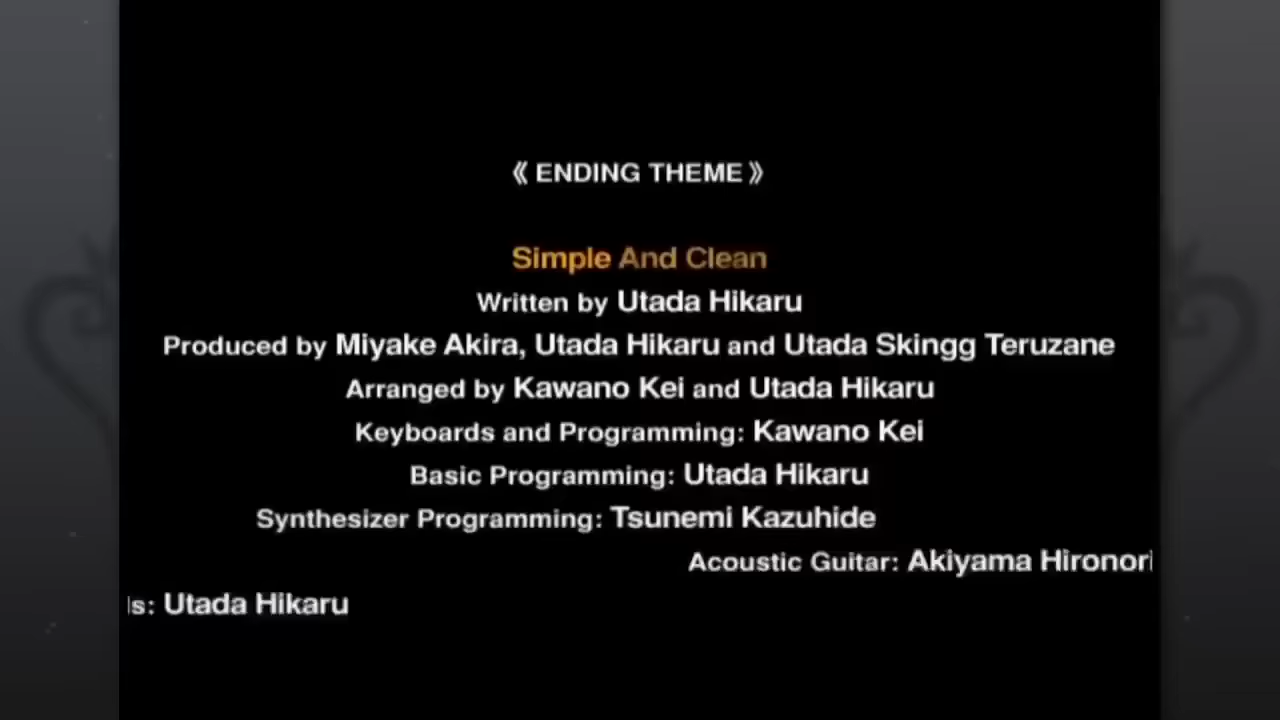 《 ENDING THEME 》
Simple And Clean
Written by Utada Hikaru
Produced by Miyake Akira, Utada Hikaru and Utada Skingg Teruzane
Arranged by Kawano Kei and Utada Hikaru
Keyboards and Programming: Kawano Kei
Basic Programming: Utada Hikaru
Synthesizer Programming: Tsunemi Kazuhide
Acoustic Guitar: Akiyama Hironori
ls: Utada Hikaru